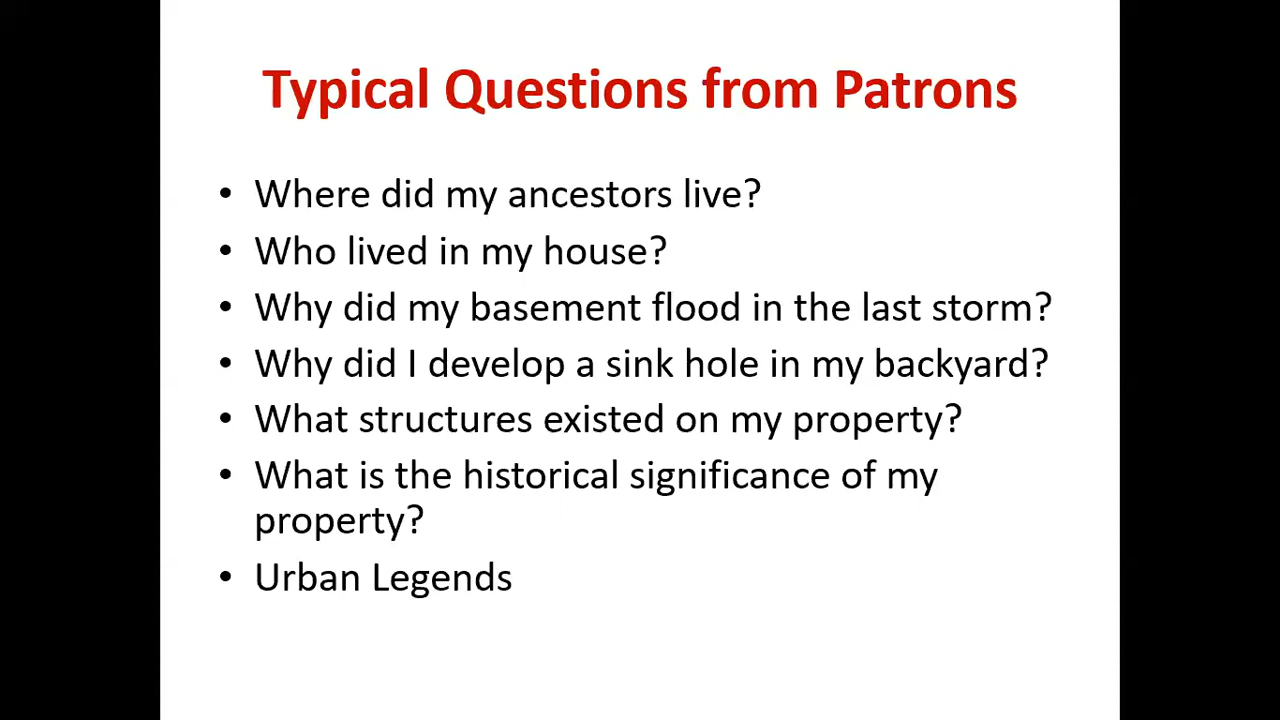 Typical Questions from Patrons
• Where did my ancestors live?
• Who lived in my house?
• Why did my basement flood in the last storm?
• Why did I develop a sink hole in my backyard?
• What structures existed on my property?
• What is the historical significance of my
property?
• Urban Legends